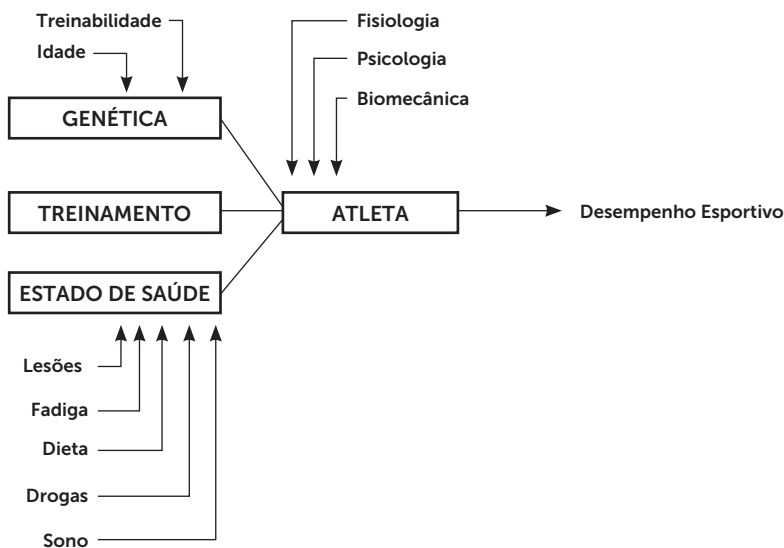 Treinabilidade
Idade
GENÉTICA
TREINAMENTO
ESTADO DE SAÚDE
Lesões
Fadiga
Dieta
Drogas
Sono
Fisiologia
Psicologia
Biomecânica
ATLETA
Desempenho Esportivo